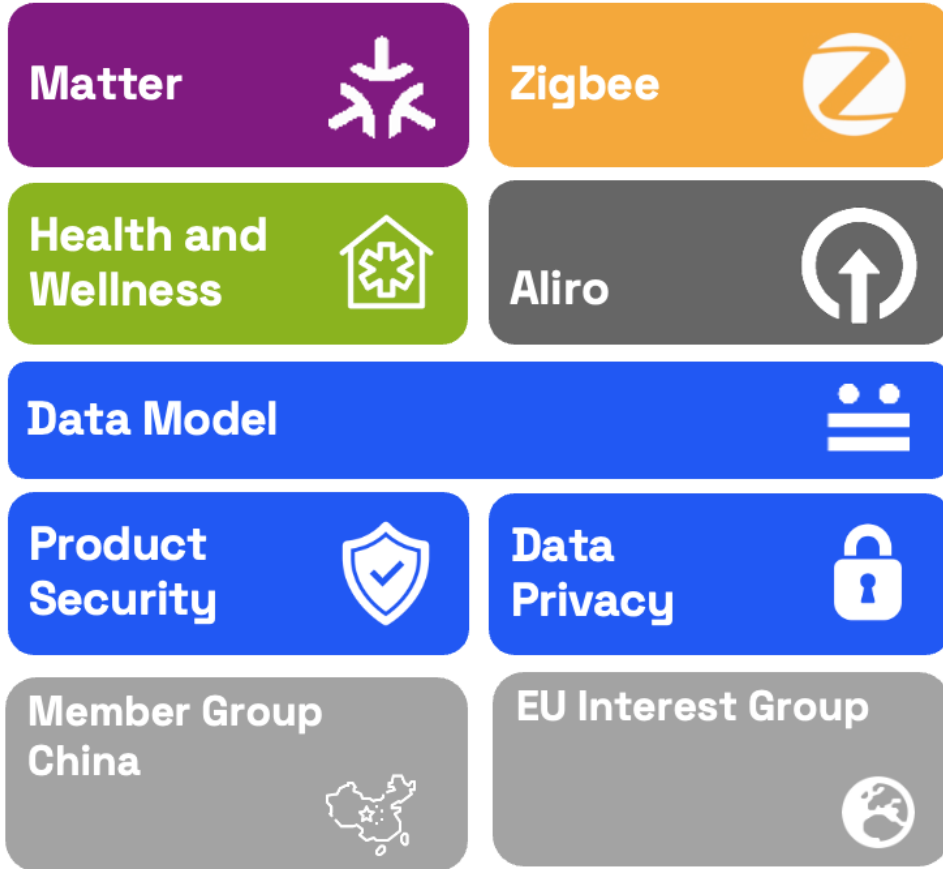 Matter
Zigbee
Health and
Wellness
Aliro
Data Model
Product
Security
Data
Privacy
Member Group
China
EU Interest Group